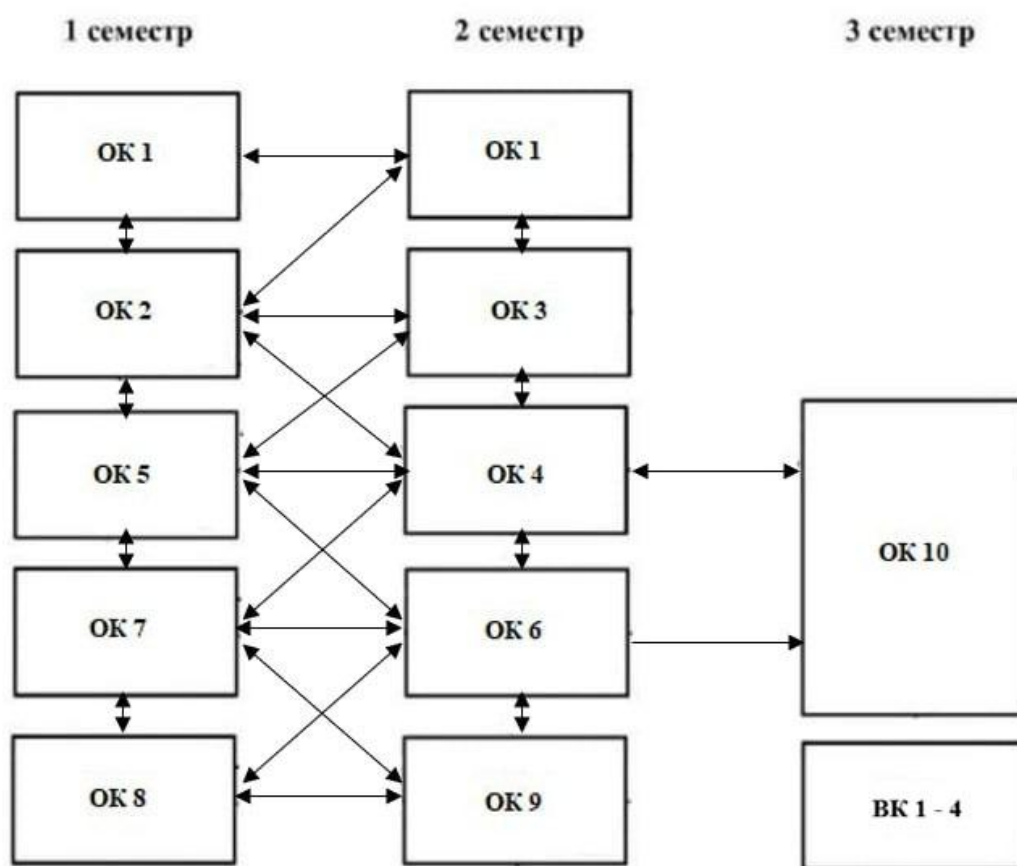 1 семестр
2 семестр
3 семестр
ОК 1
ОК 1
ОК 2
ОК 3
ОК 5
ОК 4
ОК 10
ОК 7
ОК 6
ОК 8
ОК 9
ВК 1 - 4